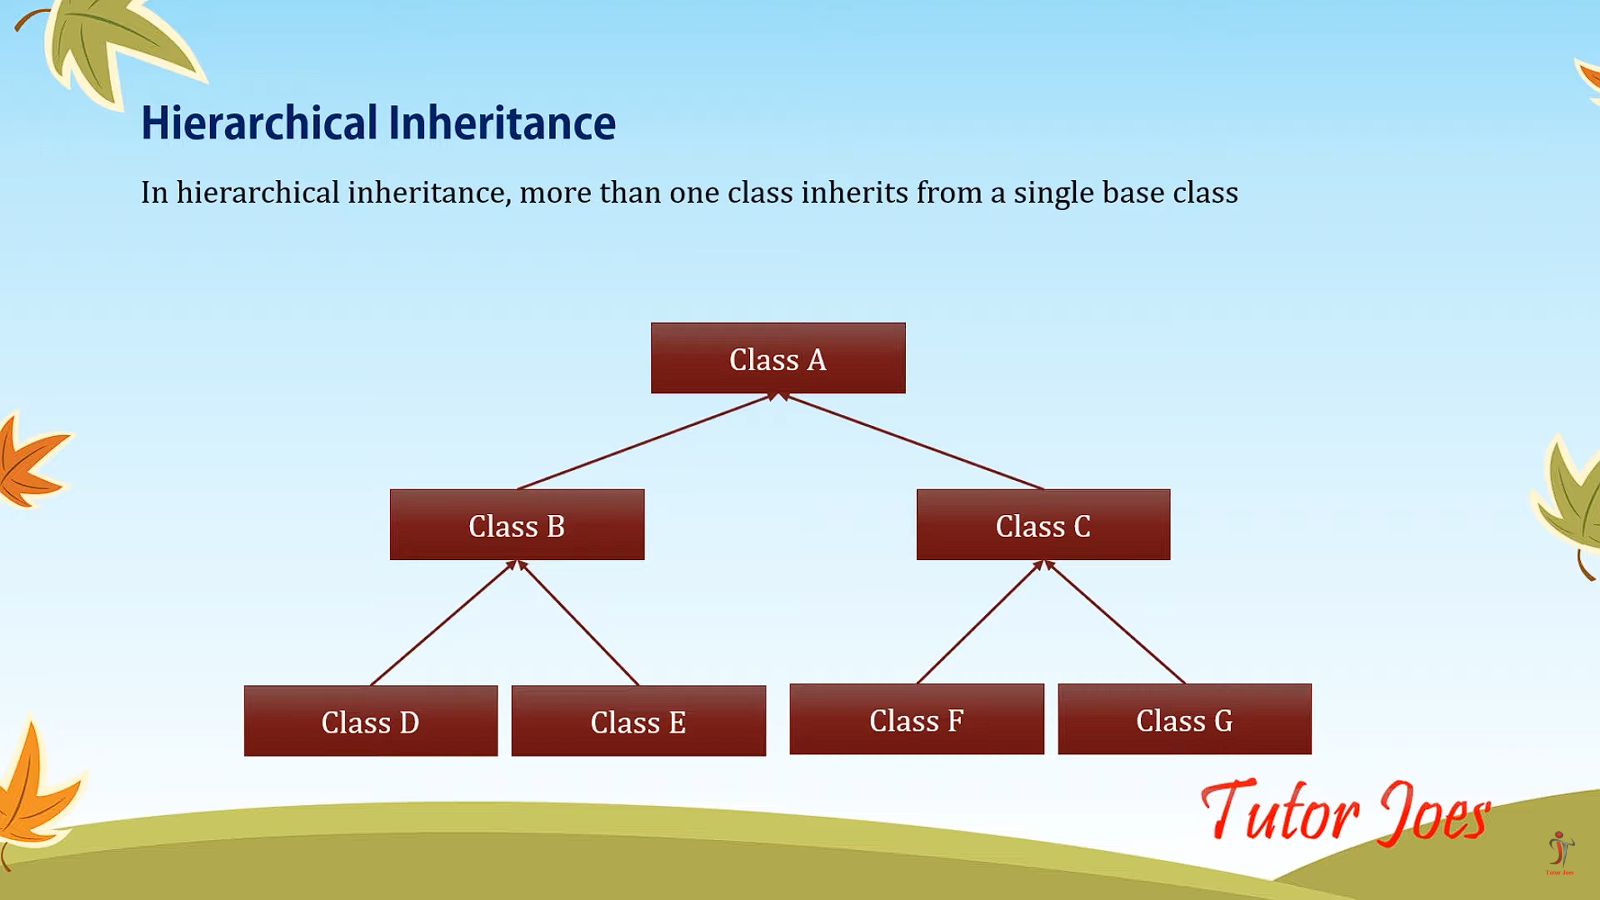 Hierarchical Inheritance
In hierarchical inheritance, more than one class inherits from a single base class
Class A
Class B
Class C
Class D
Class E
Class F
Class G
Tutor Joes
Tutor Joes